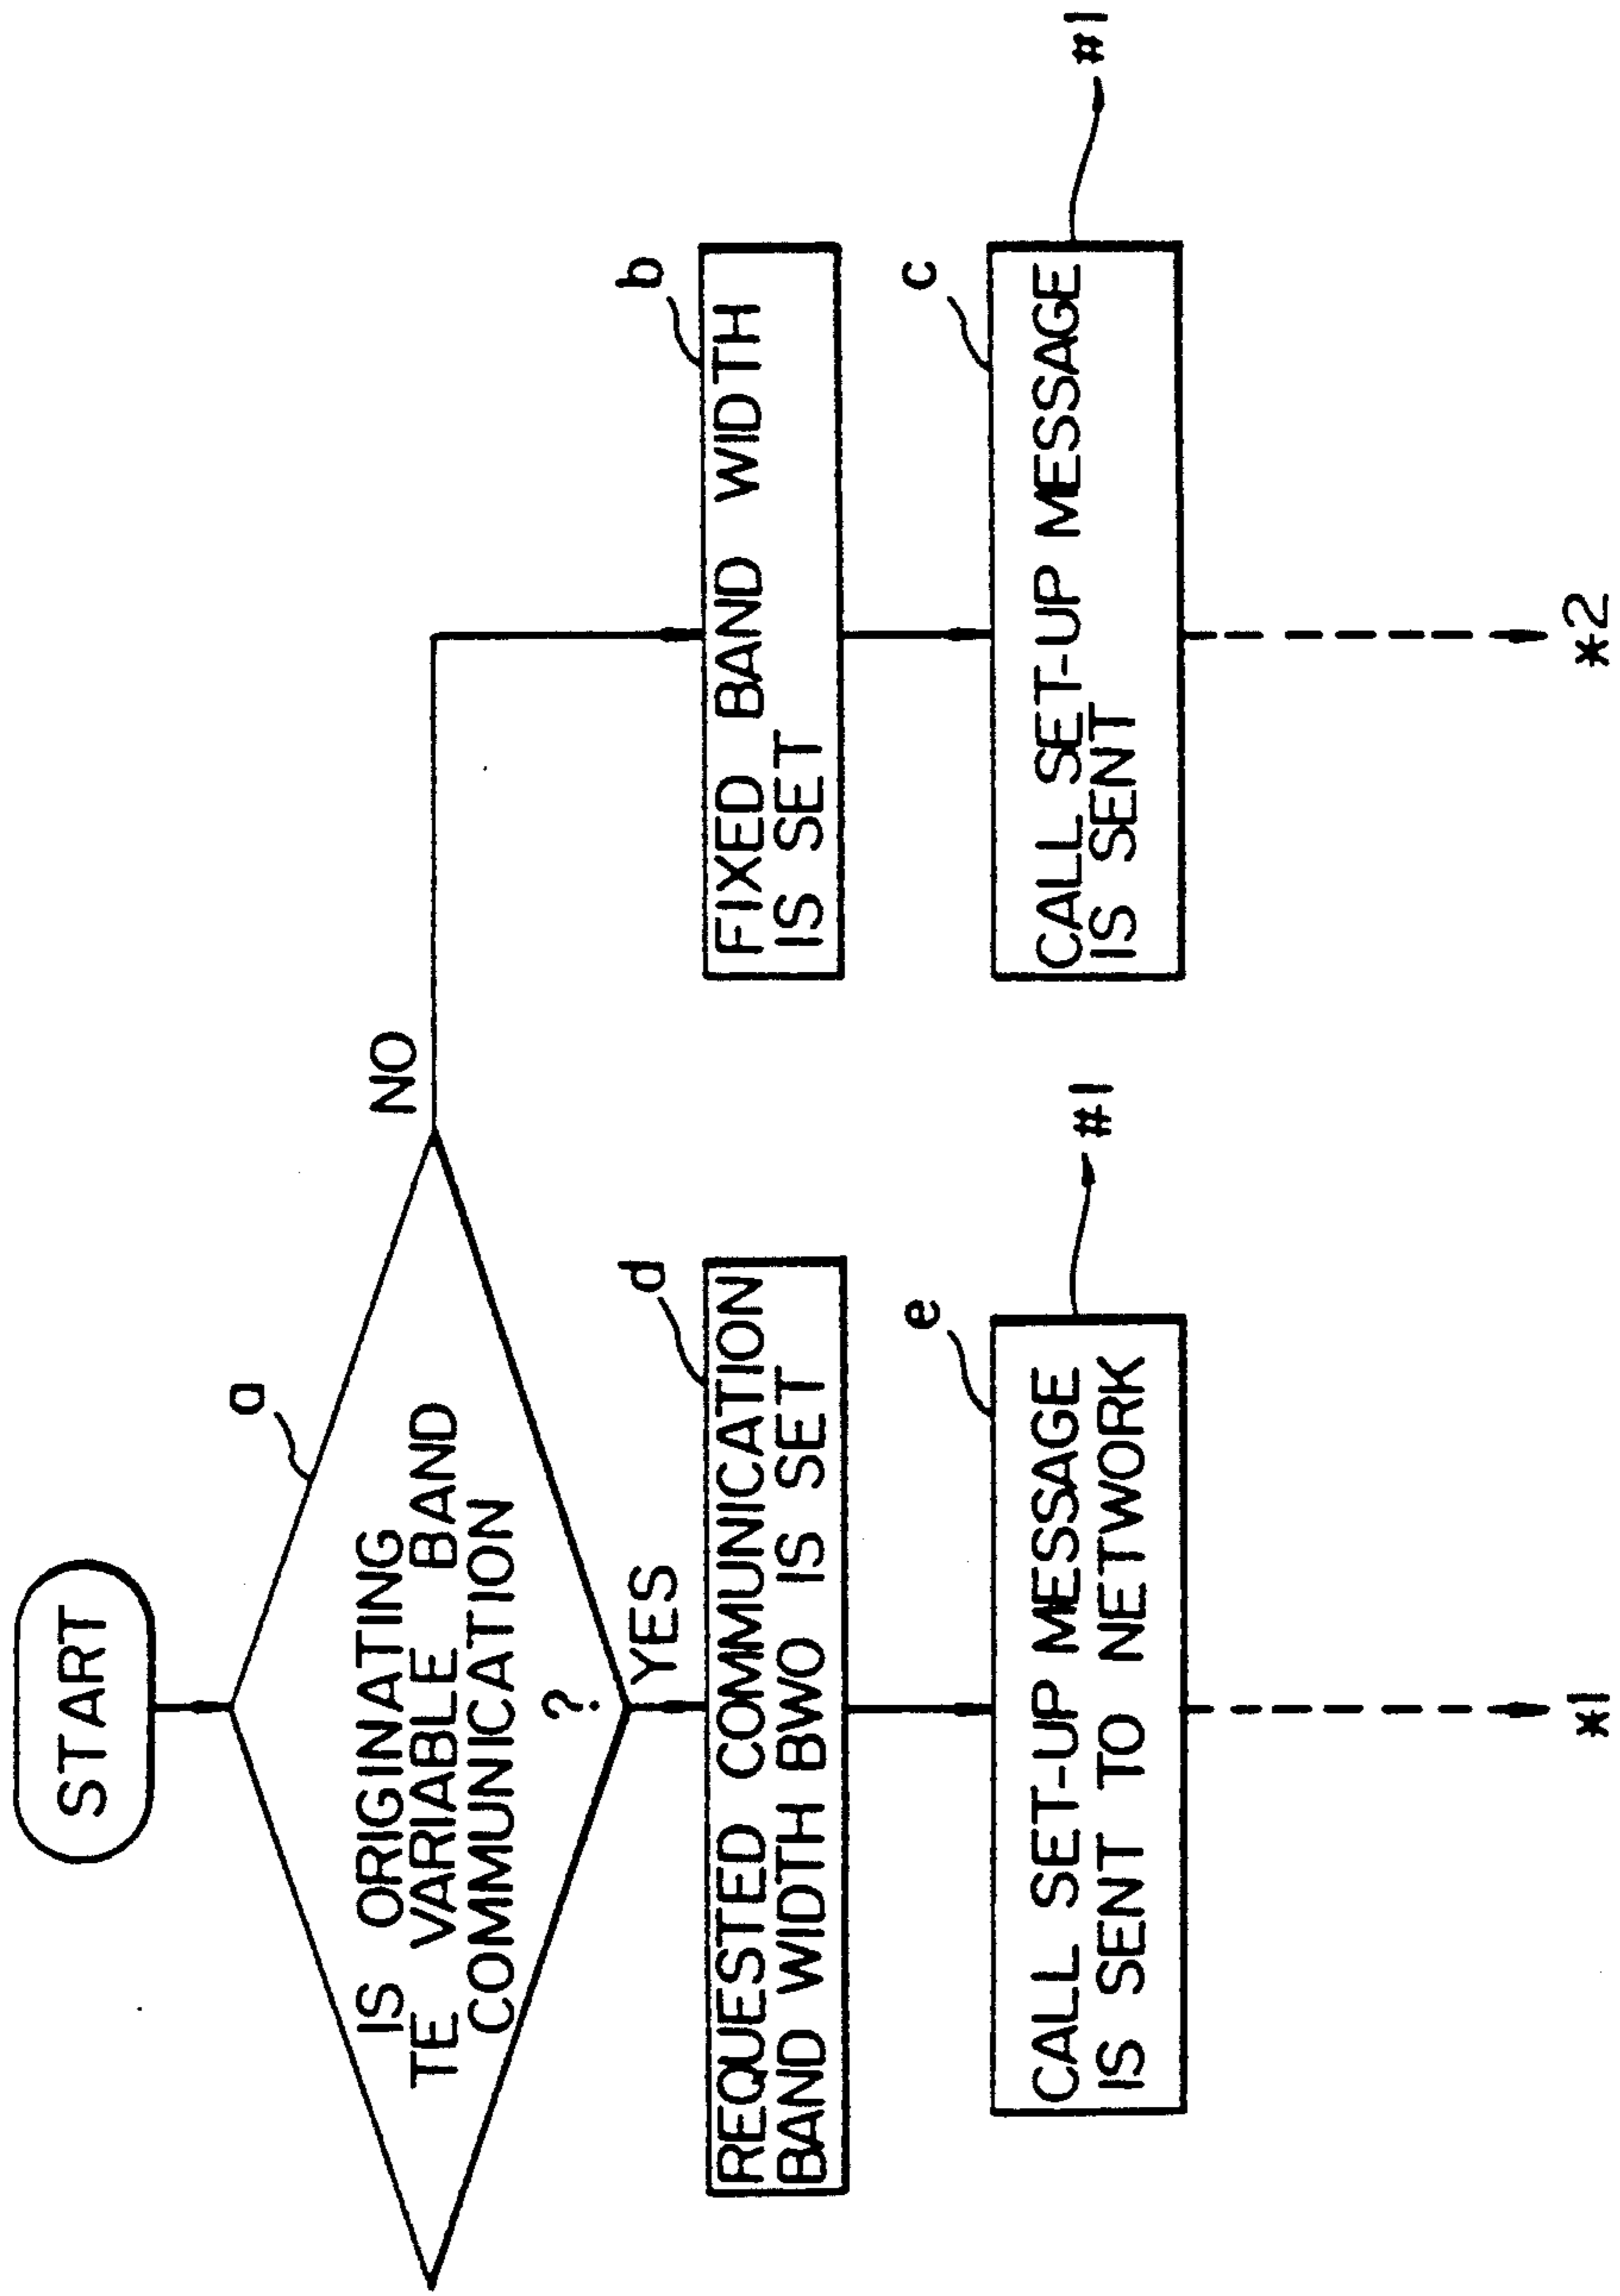 START
a
IS ORIGINATING
TE VARIABLE BAND
COMMUNICATION
?
NO
YES
d
REQUESTED COMMUNICATION
BAND WIDTH BWO IS SET
e
CALL SET-UP MESSAGE
IS SENT TO NETWORK
#1
*1
b
FIXED BAND WIDTH
IS SET
c
CALL SET-UP MESSAGE
IS SENT
#1
*2